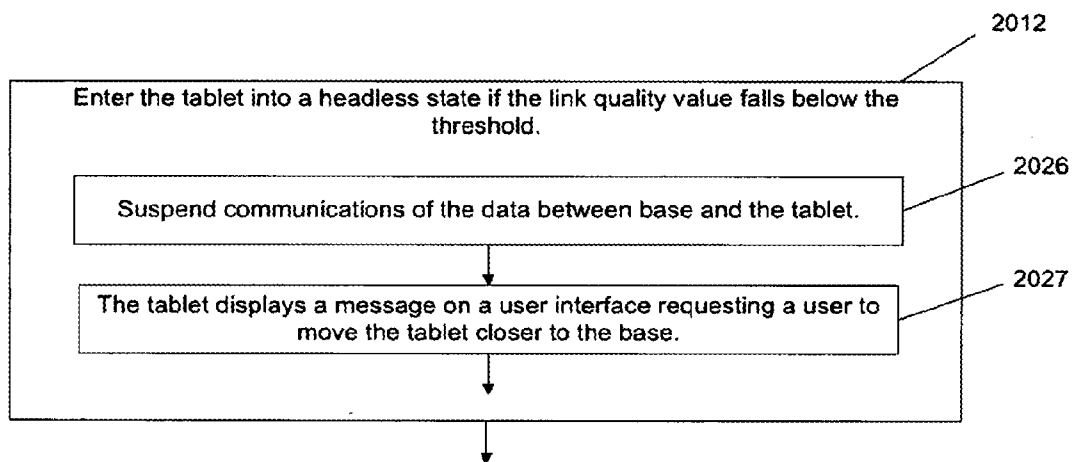 2012
Enter the tablet into a headless state if the link quality value falls below the
threshold.
2026
Suspend communications of the data between base and the tablet.
2027
The tablet displays a message on a user interface requesting a user to
move the tablet closer to the base.